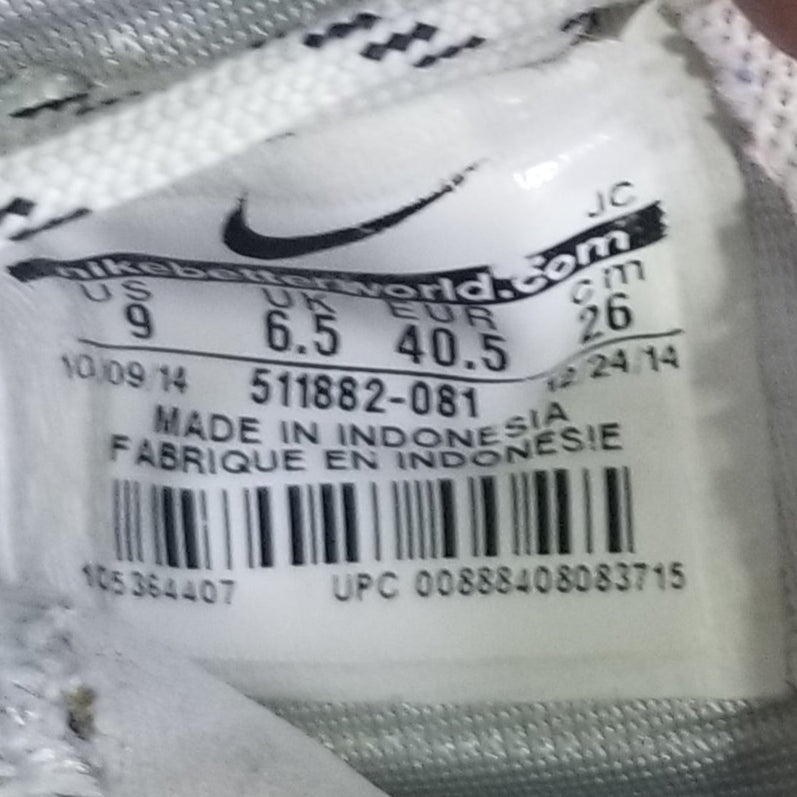 JC
nikebetterworld.com
US UK EUR cm
9 6.5 40.5 26
10/09/14 511882-081 12/24/14
MADE IN INDONESIA
FABRIQUE EN INDONESIE
105364407 UPC 00888408083715